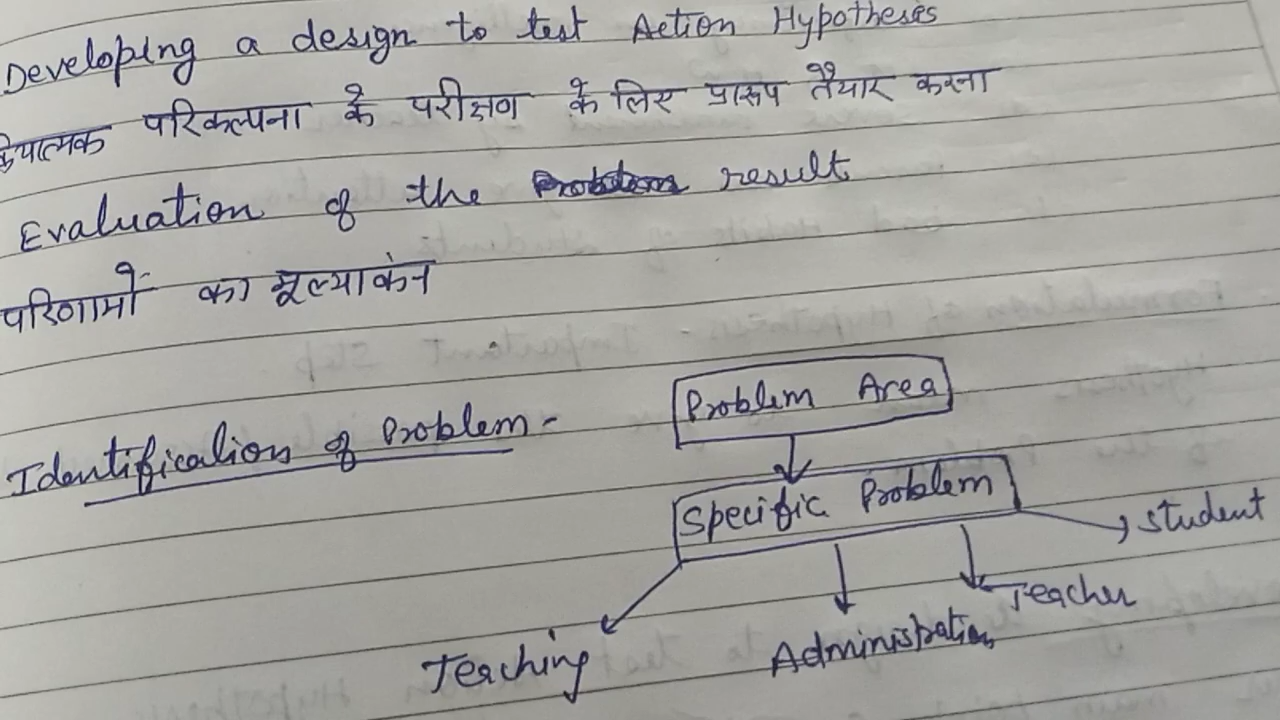 Developing a design to test Action Hypotheses
क्रियात्मक परिकल्पना के परीक्षण के लिए प्रारूप तैयार करना
Evaluation of the result
परिणामों का मूल्याकंन
Identification of Problem -
Problem Area
Specific Problem
Student
Teacher
Administration
Teaching